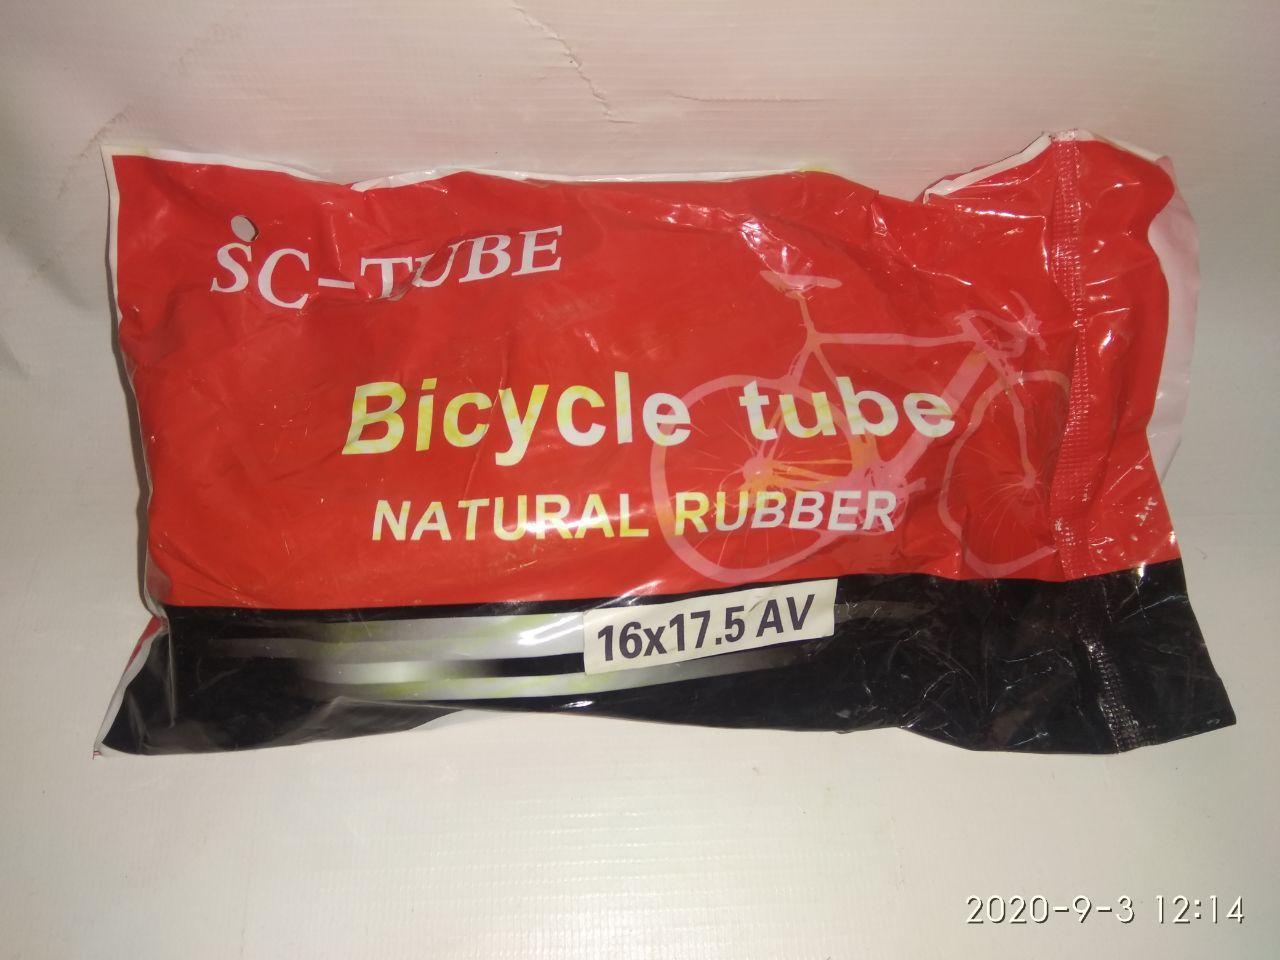 SC-TUBE
Bicycle tube
NATURAL RUBBER
16x17.5 AV
2020-9-3 12:14